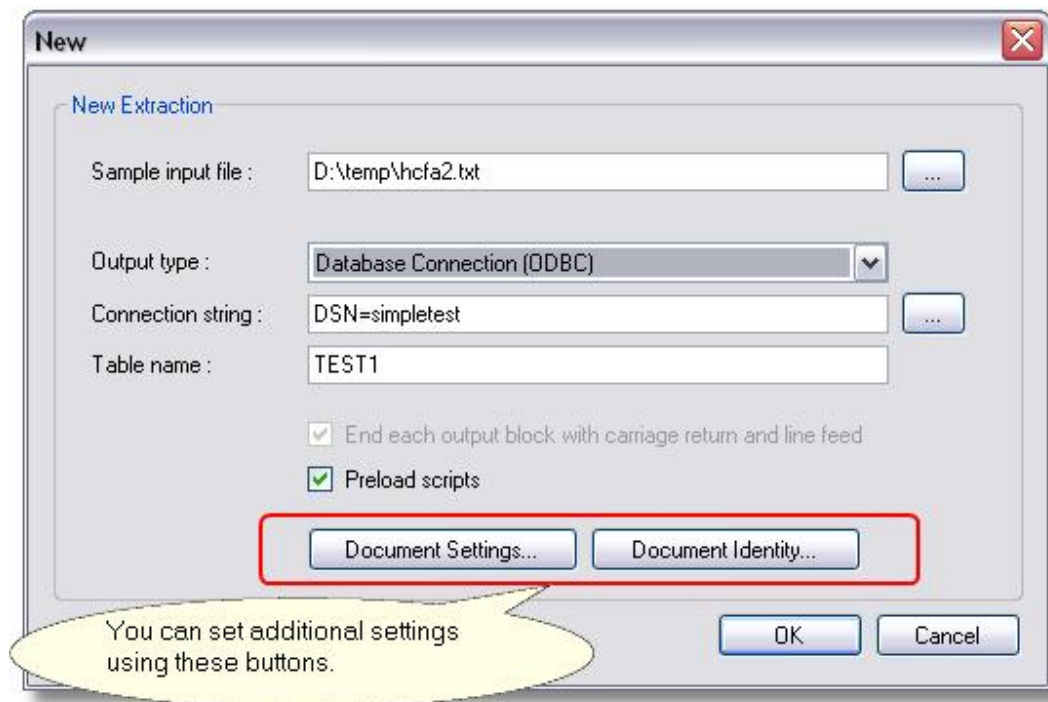 New
New Extraction
Sample input file :
D:\temp\hcfa2.txt
...
Output type :
Database Connection (ODBC)
Connection string :
DSN=simpletest
...
Table name :
TEST1
End each output block with carriage return and line feed
Preload scripts
Document Settings...
Document Identity...
You can set additional settings
using these buttons.
OK
Cancel